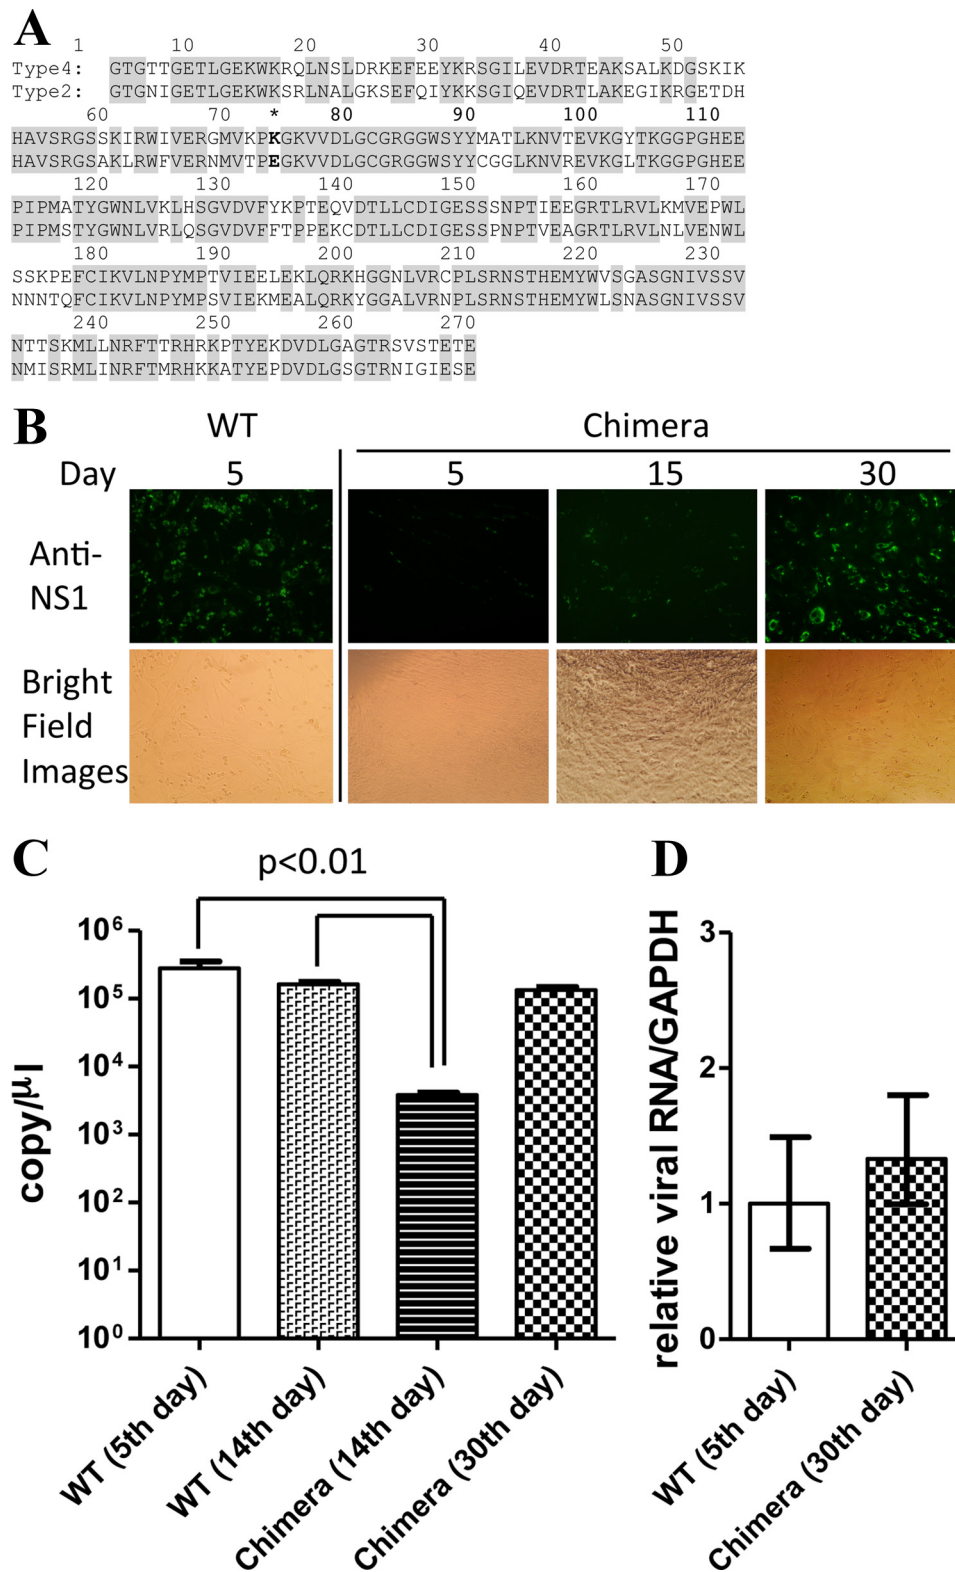 A
1 10 20 30 40 50
Type4: GTGTTGETLGEKWKRQLNSLDRKEFEEYKRSGILEVDRTEAKSALKDGSKIK
Type2: GTGNIGETLGEKWKSRLNALGKSEFQIYKKSGIQEVDRTLAKEGIKRGETDH
60 70 * 80 90 100 110
HAVSRGSSKIRWIVERGMVKPKGKVVDLGCGRGGWSYYMATLKNVTEVKGYTKGGPGHEE
HAVSRGSAKLRWFVERNMVTPEGKVVDLGCGRGGWSYYCGGLKNVREVKGLTKGGPGHEE
120 130 140 150 160 170
PIPMATYGWNLVKLHSGVDVFYKPTEQVDTLLCDIGESSSNPTIEEGRTLRVLKMVEPWL
PIPMSTYGWNLVRLQSGVDVFFTPPEKCDTLLCDIGESSPNPTVEAGRTLRVLNLVENWL
180 190 200 210 220 230
SSKPEFCIKVLNPYMPTVIEELEKLQRKHGGNLVRCPLSRNSTHEMYWVSGASGNIVSSV
NNNTQFCIKVLNPYMPSVIEKMEALQRKYGGALVRNPLSRNSTHEMYWLSNASGNIVSSV
240 250 260 270
NTTSKMLLNRFTTRHRKPTYEKDVDLGAGTRSVSTETE
NMISRMLINRFTMRHKKATYEPDVDLGSGTRNIGIESE
B
WT Chimera
Day 5 5 15 30
Anti-
NS1
Bright
Field
Images
C
p<0.01
copy/μl
10⁶
10⁵
10⁴
10³
10²
10¹
10⁰
WT (5th day)
WT (14th day)
Chimera (14th day)
Chimera (30th day)
D
relative viral RNA/GAPDH
3
2
1
0
WT (5th day)
Chimera (30th day)